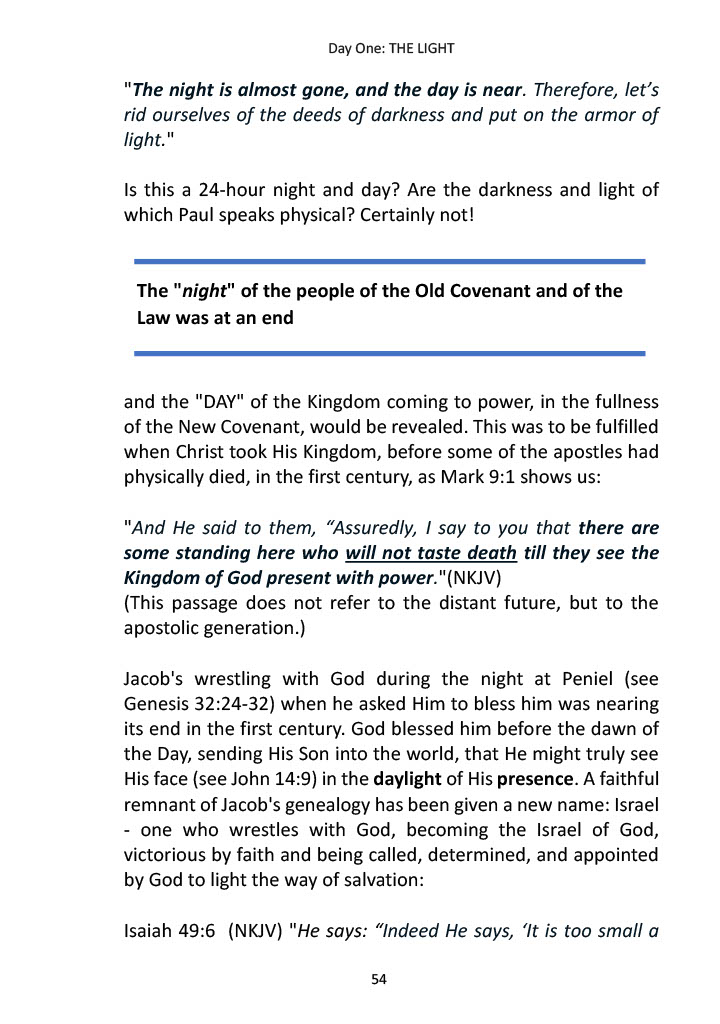 Day One: THE LIGHT
"The night is almost gone, and the day is near. Therefore, let’s
rid ourselves of the deeds of darkness and put on the armor of
light."
Is this a 24-hour night and day? Are the darkness and light of
which Paul speaks physical? Certainly not!
The "night" of the people of the Old Covenant and of the
Law was at an end
and the "DAY" of the Kingdom coming to power, in the fullness
of the New Covenant, would be revealed. This was to be fulfilled
when Christ took His Kingdom, before some of the apostles had
physically died, in the first century, as Mark 9:1 shows us:
"And He said to them, “Assuredly, I say to you that there are
some standing here who will not taste death till they see the
Kingdom of God present with power."(NKJV)
(This passage does not refer to the distant future, but to the
apostolic generation.)
Jacob's wrestling with God during the night at Peniel (see
Genesis 32:24-32) when he asked Him to bless him was nearing
its end in the first century. God blessed him before the dawn of
the Day, sending His Son into the world, that He might truly see
His face (see John 14:9) in the daylight of His presence. A faithful
remnant of Jacob's genealogy has been given a new name: Israel
- one who wrestles with God, becoming the Israel of God,
victorious by faith and being called, determined, and appointed
by God to light the way of salvation:
Isaiah 49:6  (NKJV) "He says: “Indeed He says, ‘It is too small a
54